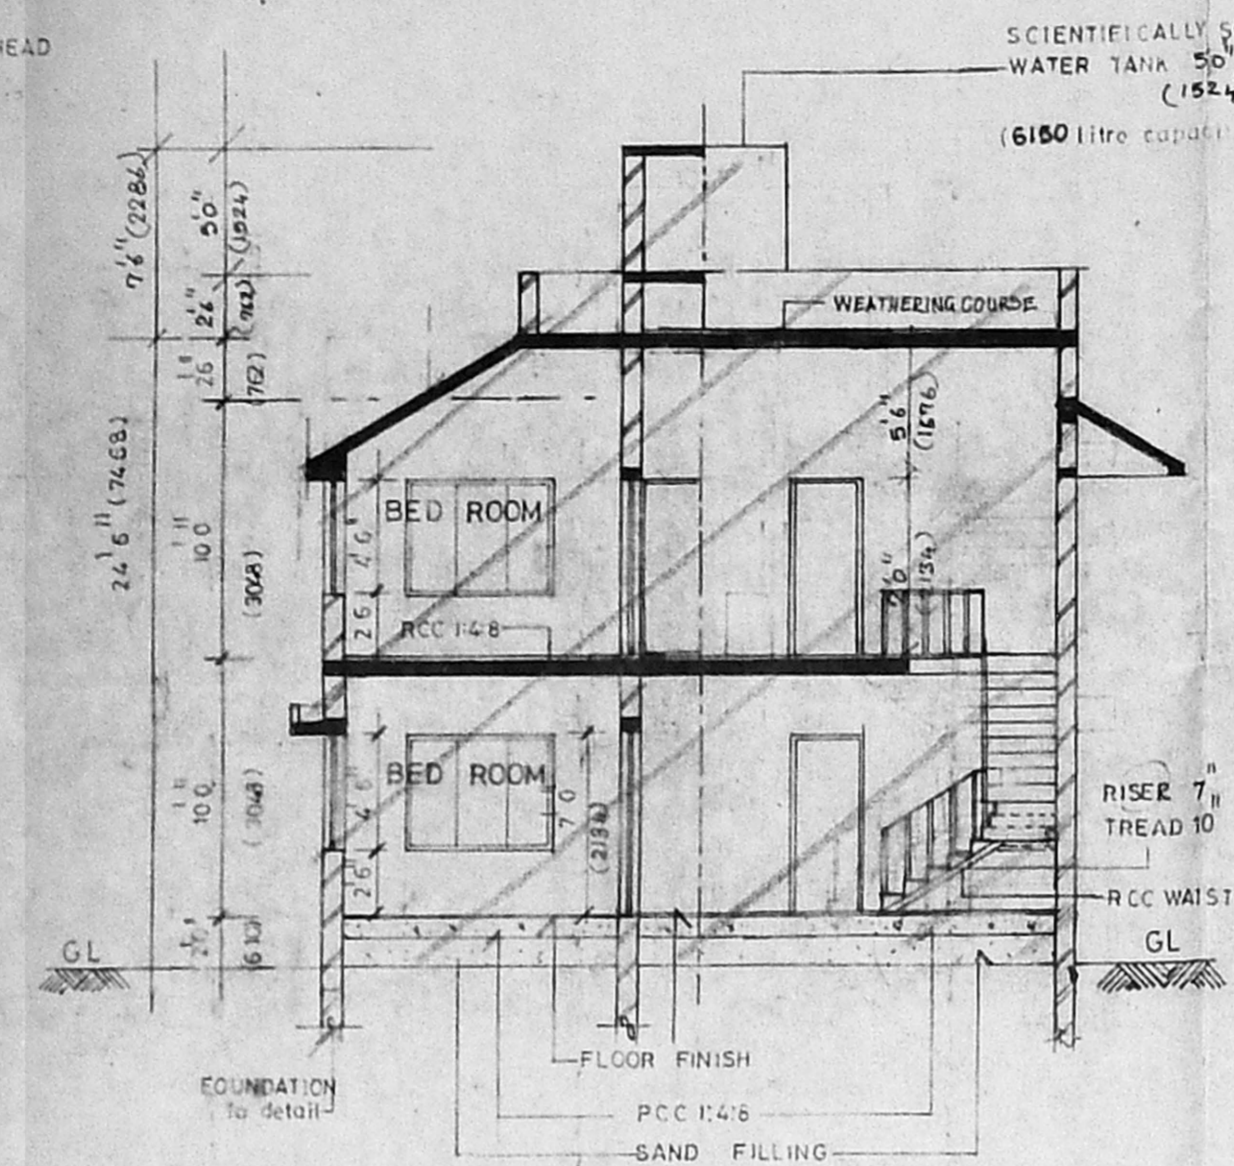 EAD
SCIENTIFICALLY S
WATER TANK 5'0"
(1524
(6150 litre capaci
7'6" (2286)
5'0"
(1524)
2'6"
(762)
2'6"
(762)
24'6" (7468)
10'0"
(3048)
10'0"
(3048)
2'0"
(610)
WEATHERING COURSE
5'6"
(1676)
7'0"
(2134)
BED ROOM
4'6"
2'6"
RCC 1:4:8
BED ROOM
4'6"
2'6"
7'0
(2134)
RISER 7"
TREAD 10"
RCC WAIST
GL
GL
FLOOR FINISH
FOUNDATION
To detail
PCC 1:4:8
SAND FILLING